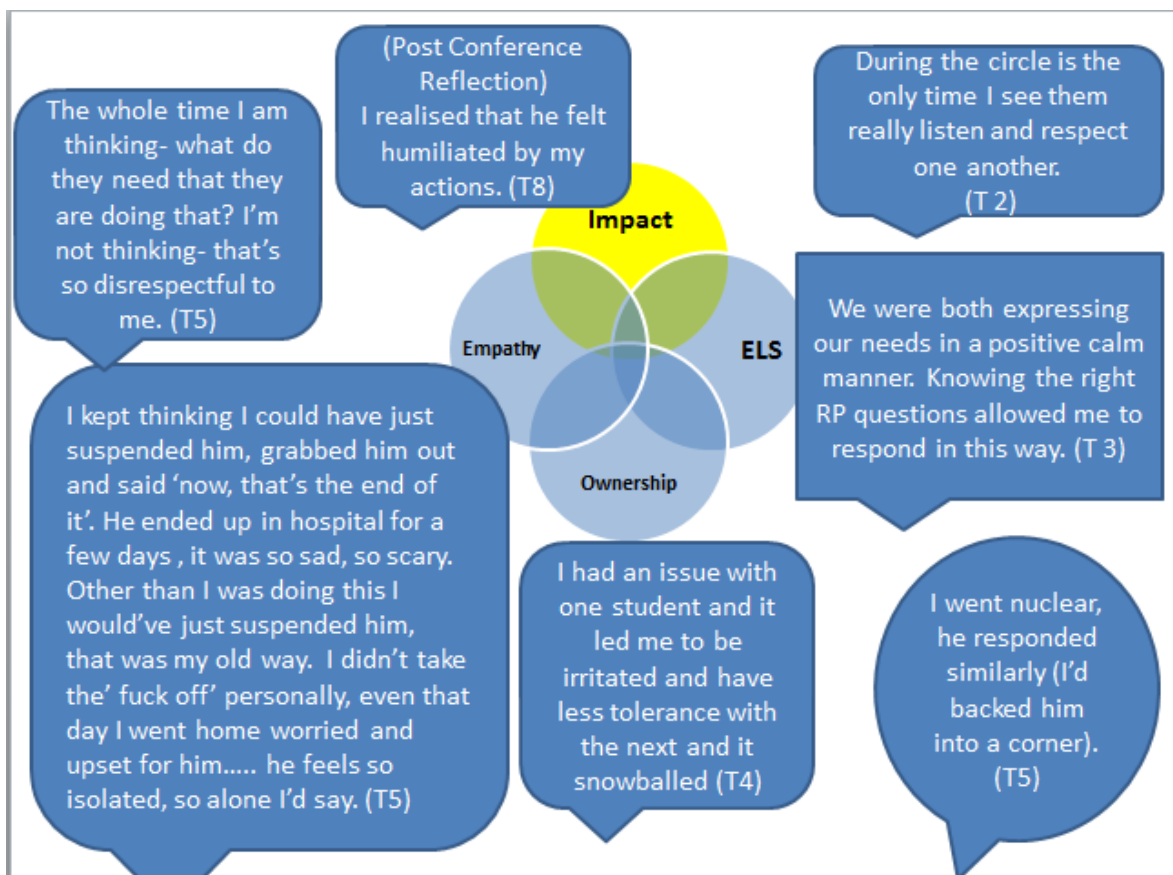 (Post Conference
Reflection)
I realised that he felt
humiliated by my
actions. (T8)
During the circle is the
only time I see them
really listen and respect
one another.
(T 2)
The whole time I am
thinking- what do
they need that they
are doing that? I'm
not thinking- that's
so disrespectful to
me. (T5)
Impact
Empathy
ELS
Ownership
We were both expressing
our needs in a positive calm
manner. Knowing the right
RP questions allowed me to
respond in this way. (T 3)
I kept thinking I could have just
suspended him, grabbed him out
and said 'now, that's the end of
it'. He ended up in hospital for a
few days , it was so sad, so scary.
Other than I was doing this I
would've just suspended him,
that was my old way. I didn't take
the' fuck off' personally, even that
day I went home worried and
upset for him..... he feels so
isolated, so alone I'd say. (T5)
I had an issue with
one student and it
led me to be
irritated and have
less tolerance with
the next and it
snowballed (T4)
I went nuclear,
he responded
similarly (I'd
backed him
into a corner).
(T5)